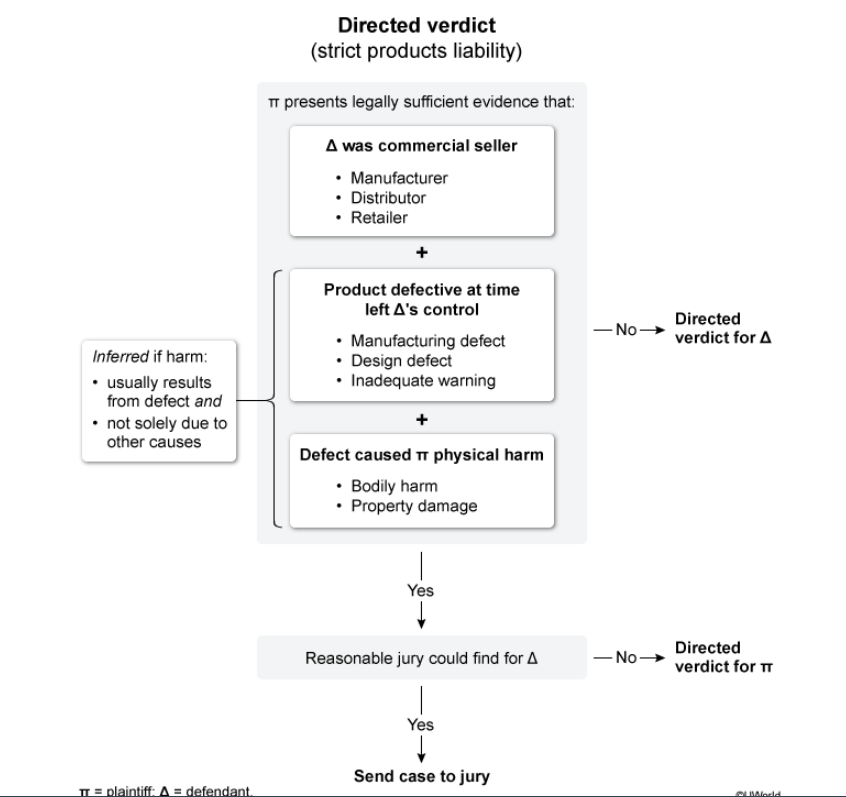 Directed verdict
(strict products liability)
π presents legally sufficient evidence that:
Δ was commercial seller
• Manufacturer
• Distributor
• Retailer
+
Product defective at time
left Δ's control
• Manufacturing defect
• Design defect
• Inadequate warning
+
Defect caused π physical harm
• Bodily harm
• Property damage
Inferred if harm:
• usually results
from defect and
• not solely due to
other causes
No
Directed
verdict for Δ
Yes
Reasonable jury could find for Δ
No
Directed
verdict for π
Yes
Send case to jury
π = plaintiff; Δ = defendant.
©UWorld